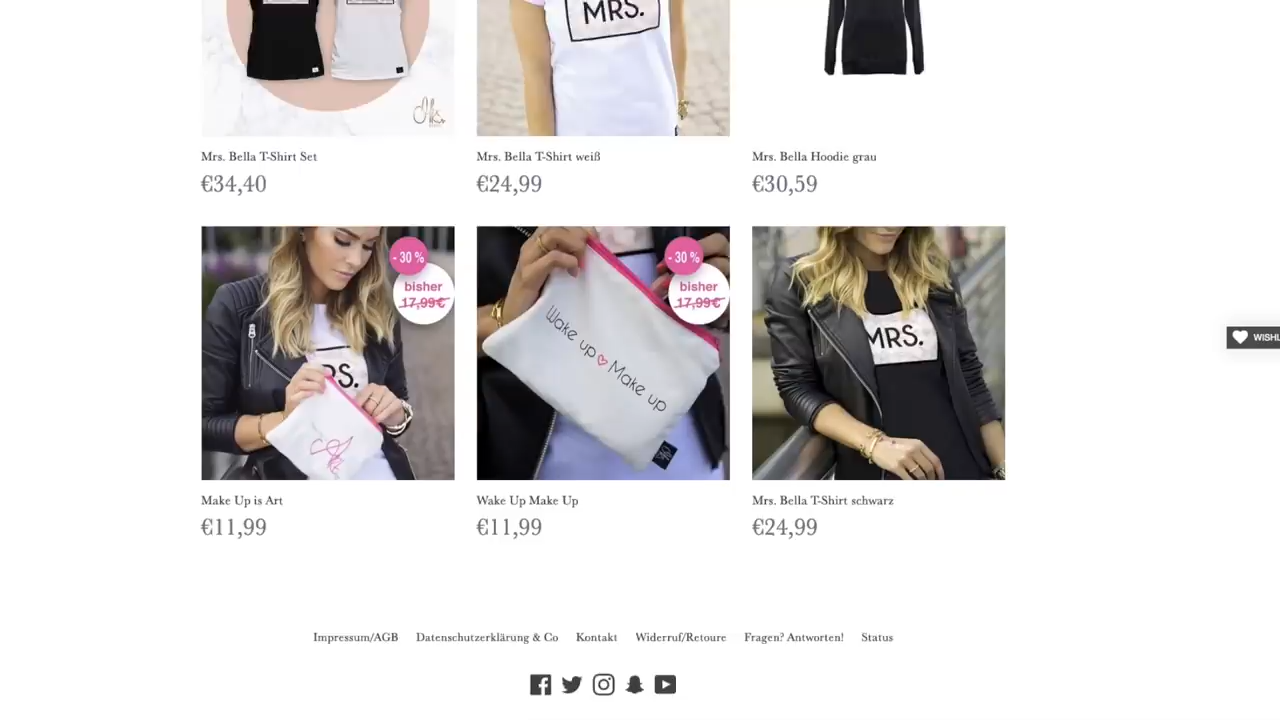 MRS.
Mrs. Bella T-Shirt Set
Mrs. Bella T-Shirt weiß
Mrs. Bella Hoodie grau
€34,40
€24,99
€30,59
- 30 %
bisher
17,99€
RS.
- 30 %
bisher
17,99€
Wake up Make up
MRS.
Make Up is Art
Wake Up Make Up
Mrs. Bella T-Shirt schwarz
€11,99
€11,99
€24,99
WISHL
Impressum/AGB
Datenschutzerklärung & Co
Kontakt
Widerruf/Retoure
Fragen? Antworten!
Status